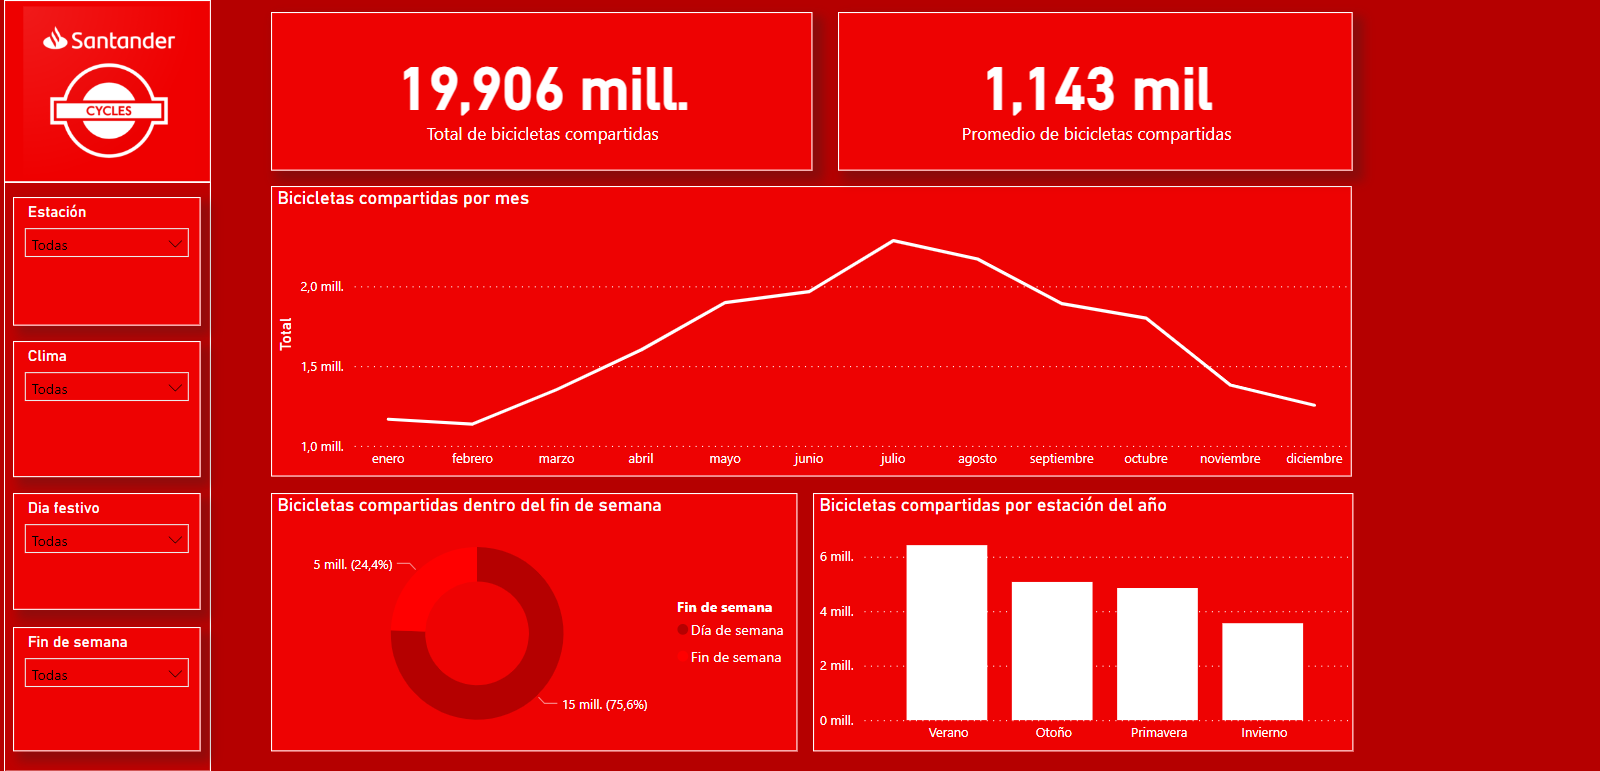 Santander
CYCLES
Estación
Todas
Clima
Todas
Dia festivo
Todas
Fin de semana
Todas
19,906 mill.
Total de bicicletas compartidas
1,143 mil
Promedio de bicicletas compartidas
Bicicletas compartidas por mes
Total
2,0 mill.
1,5 mill.
1,0 mill.
enero febrero marzo abril mayo junio julio agosto septiembre octubre noviembre diciembre
Bicicletas compartidas dentro del fin de semana
5 mill. (24,4%)
15 mill. (75,6%)
Fin de semana
Día de semana
Fin de semana
Bicicletas compartidas por estación del año
6 mill.
4 mill.
2 mill.
0 mill.
Verano Otoño Primavera Invierno